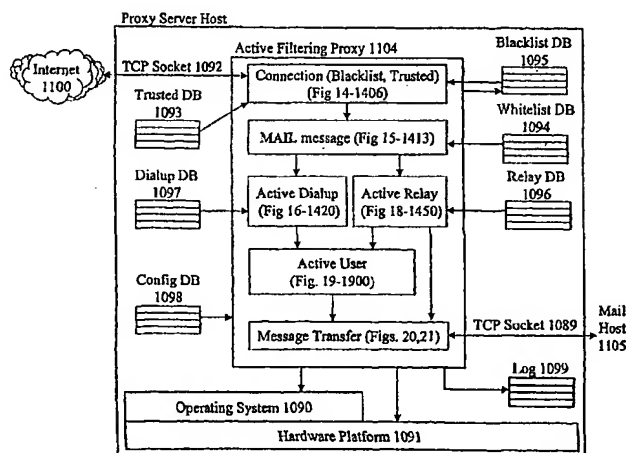 Proxy Server Host
Active Filtering Proxy 1104
Blacklist DB
1095
Internet
1100
TCP Socket 1092
Connection (Blacklist, Trusted)
(Fig 14-1406)
Trusted DB
1093
Whitelist DB
1094
MAIL message (Fig 15-1413)
Dialup DB
1097
Active Dialup
(Fig 16-1420)
Active Relay
(Fig 18-1450)
Relay DB
1096
Active User
(Fig. 19-1900)
Config DB
1098
Message Transfer (Figs. 20,21)
TCP Socket 1089
Mail
Host
1105
Log 1099
Operating System 1090
Hardware Platform 1091